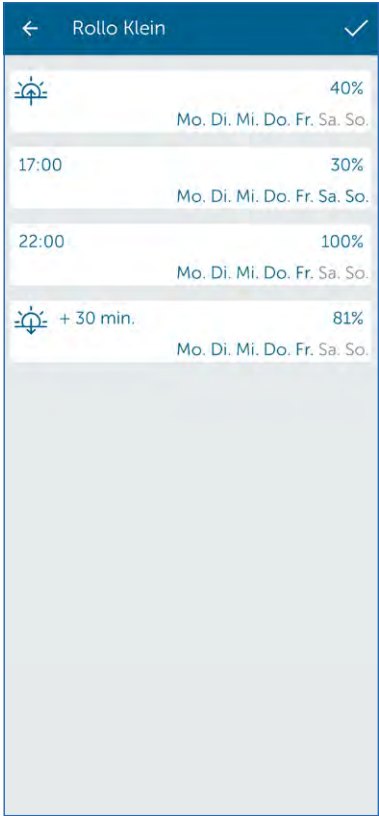 Rollo Klein
40%
Mo. Di. Mi. Do. Fr. Sa. So.
17:00 30%
Mo. Di. Mi. Do. Fr. Sa. So.
22:00 100%
Mo. Di. Mi. Do. Fr. Sa. So.
+ 30 min. 81%
Mo. Di. Mi. Do. Fr. Sa. So.